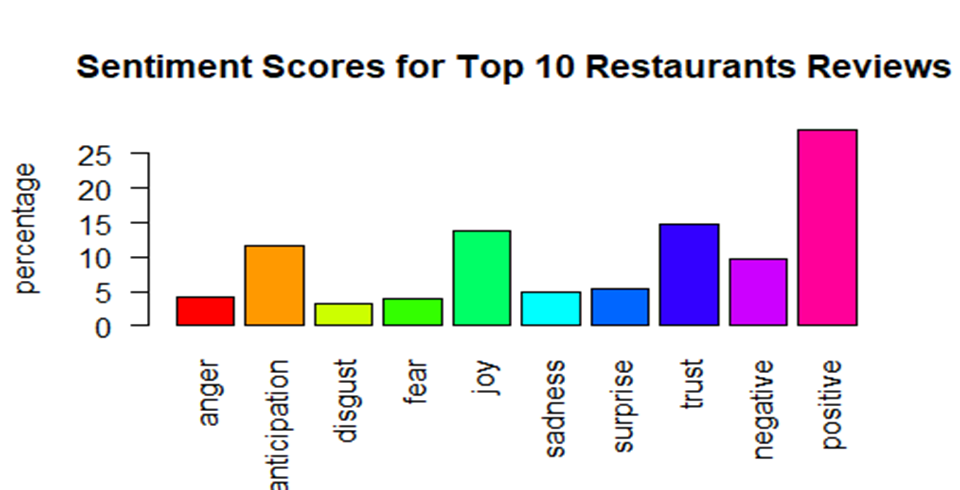 Sentiment Scores for Top 10 Restaurants Reviews
percentage
25
20
15
10
5
0
anger
anticipation
disgust
fear
joy
sadness
surprise
trust
negative
positive